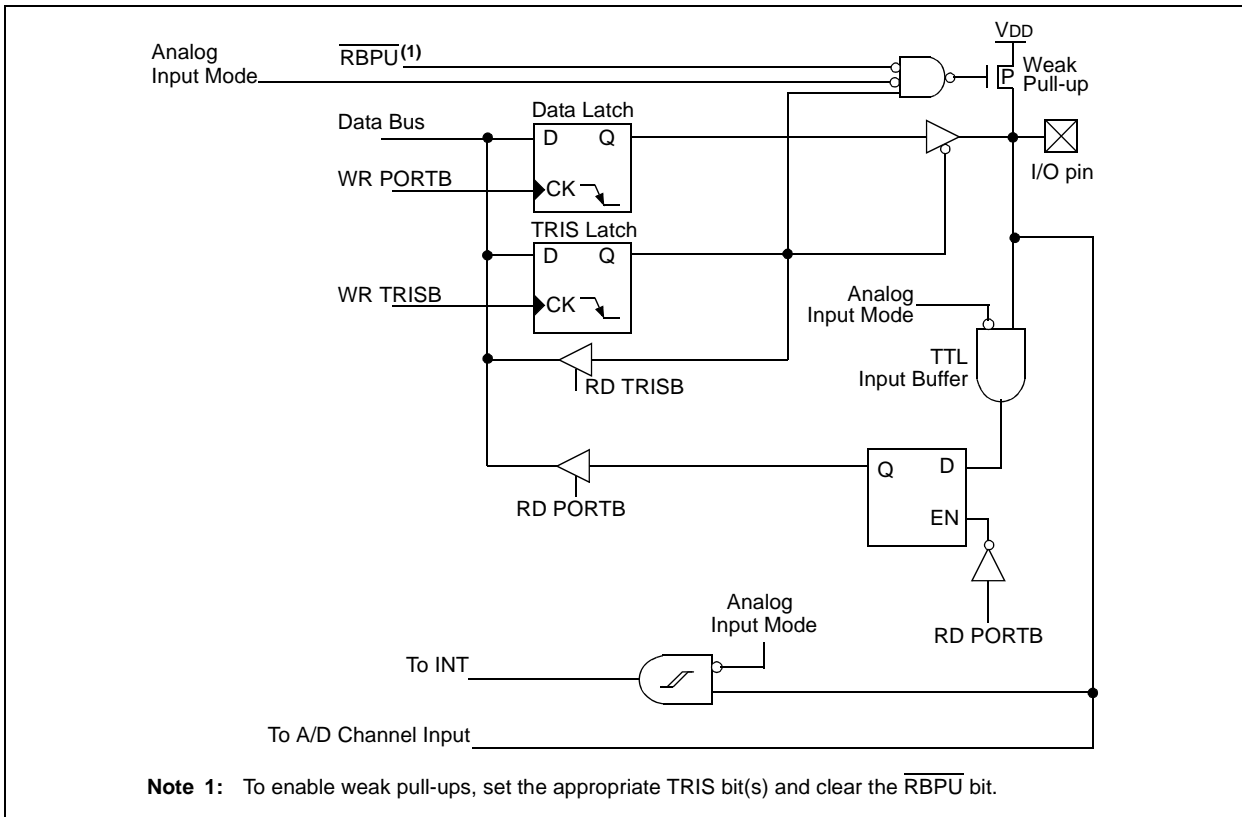 VDD
Analog
Input Mode
R̅B̅P̅U̅(1)
P
Weak
Pull-up
Data Latch
Data Bus
D Q
I/O pin
WR PORTB
CK
TRIS Latch
D Q
WR TRISB
CK
Analog
Input Mode
TTL
Input Buffer
RD TRISB
Q D
RD PORTB
EN
Analog
Input Mode
RD PORTB
To INT
To A/D Channel Input
Note 1: To enable weak pull-ups, set the appropriate TRIS bit(s) and clear the R̅B̅P̅U̅ bit.